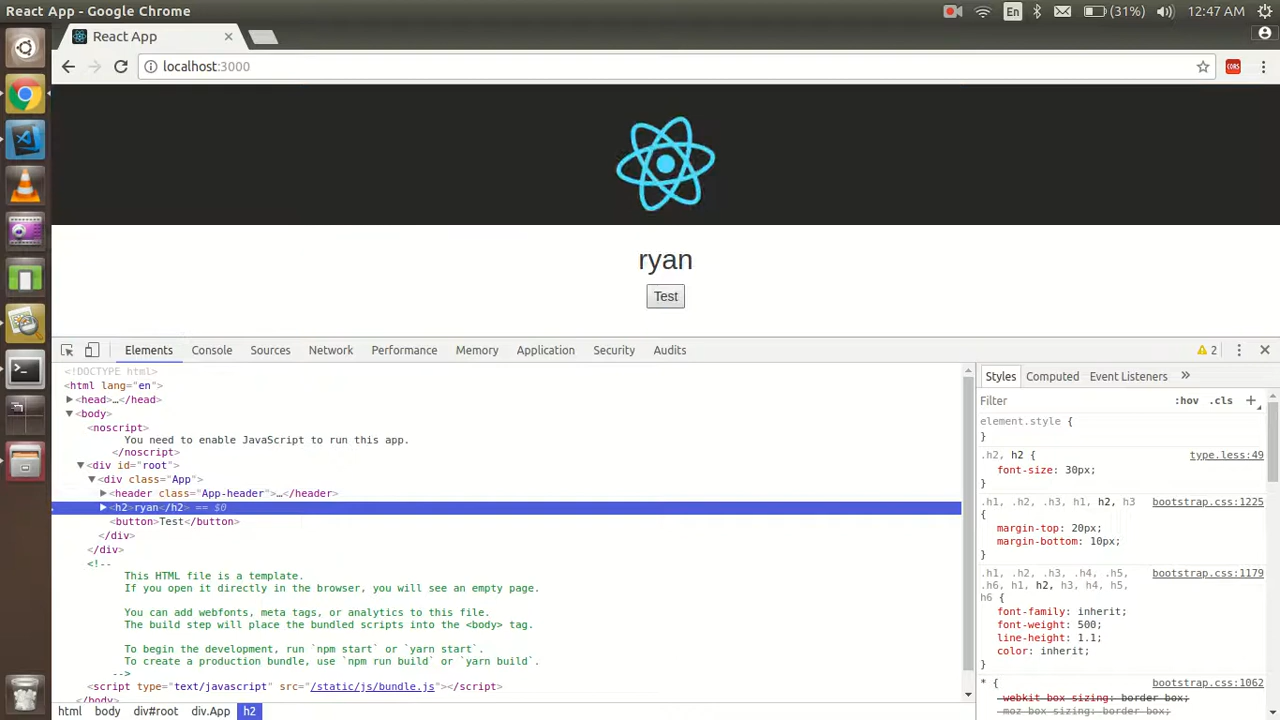 React App - Google Chrome
En
(31%)
12:47 AM
React App
localhost:3000
CORS
ryan
Test
Elements
Console
Sources
Network
Performance
Memory
Application
Security
Audits
2
<!DOCTYPE html>
<html lang="en">
<head>…</head>
<body>
<noscript>
You need to enable JavaScript to run this app.
</noscript>
<div id="root">
<div class="App">
<header class="App-header">…</header>
<h2>ryan</h2> == $0
<button>Test</button>
</div>
</div>
<!--
This HTML file is a template.
If you open it directly in the browser, you will see an empty page.
You can add webfonts, meta tags, or analytics to this file.
The build step will place the bundled scripts into the <body> tag.
To begin the development, run `npm start` or `yarn start`.
To create a production bundle, use `npm run build` or `yarn build`.
-->
<script type="text/javascript" src="/static/js/bundle.js"></script>
</body>
html body div#root div.App h2
Styles Computed Event Listeners »
Filter :hov .cls +
element.style {
}
.h2, h2 { type.less:49
font-size: 30px;
}
.h1, .h2, .h3, h1, h2, h3 bootstrap.css:1225
{
margin-top: 20px;
margin-bottom: 10px;
}
.h1, .h2, .h3, .h4, .h5, bootstrap.css:1179
.h6, h1, h2, h3, h4, h5,
h6 {
font-family: inherit;
font-weight: 500;
line-height: 1.1;
color: inherit;
}
* { bootstrap.css:1062
-webkit-box-sizing: border-box;
-moz-box-sizing: border-box;